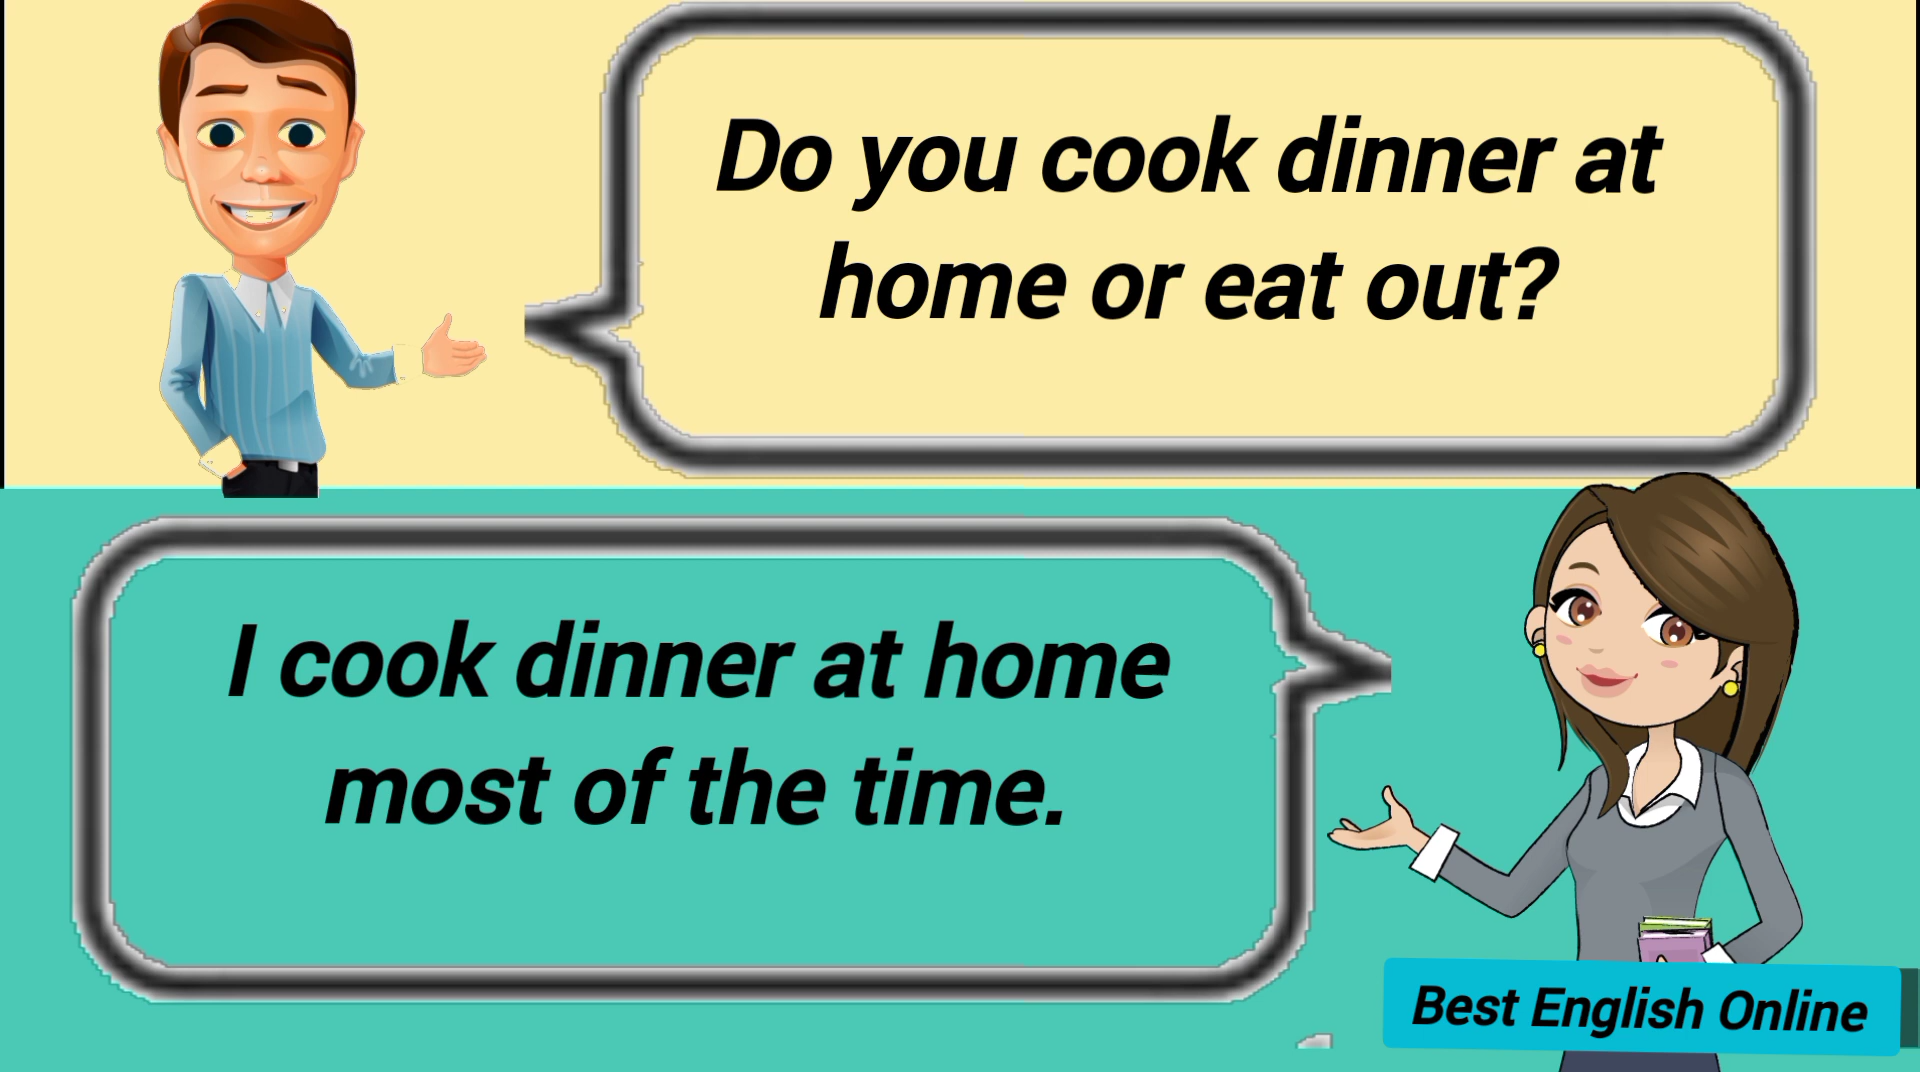 Do you cook dinner at
home or eat out?
I cook dinner at home
most of the time.
Best English Online